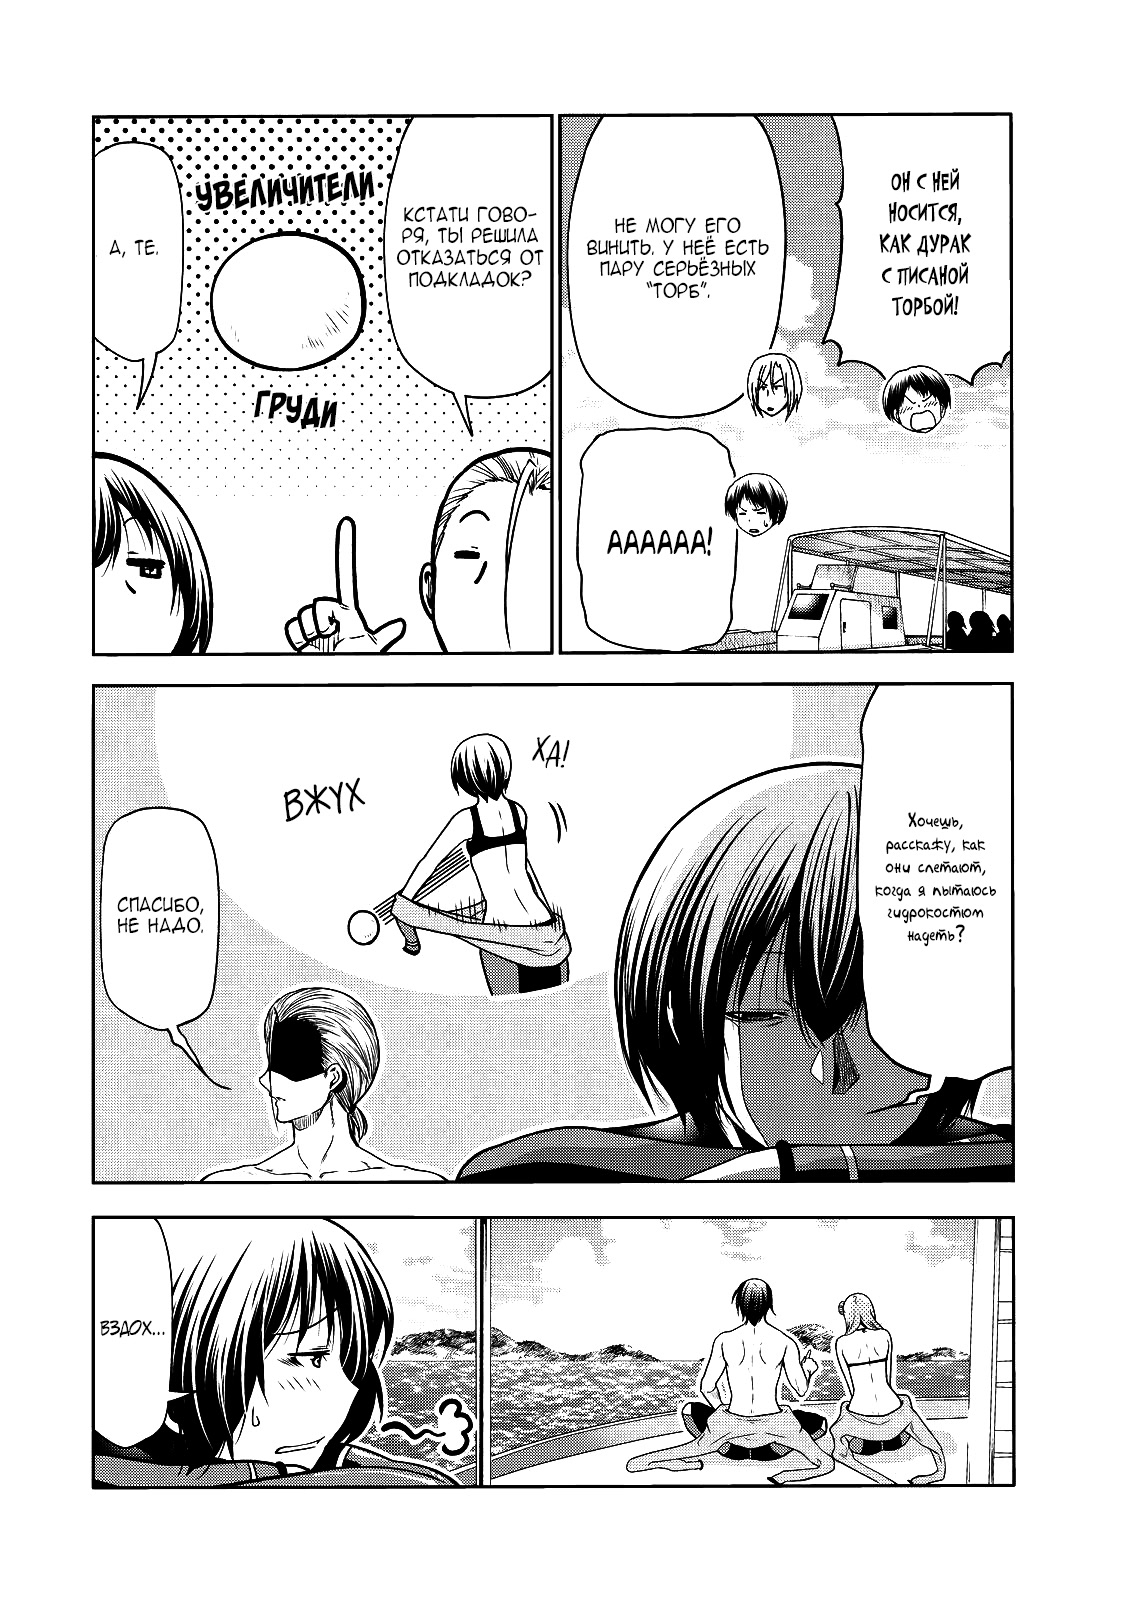 ОН С НЕЙ
НОСИТСЯ,
КАК ДУРАК
С ПИСАНОЙ
ТОРБОЙ!
НЕ МОГУ ЕГО
ВИНИТЬ. У НЕЁ ЕСТЬ
ПАРУ СЕРЬЁЗНЫХ
"ТОРБ".
АААААА!
КСТАТИ ГОВО-
РЯ, ТЫ РЕШИЛА
ОТКАЗАТЬСЯ ОТ
ПОДКЛАДОК?
УВЕЛИЧИТЕЛИ
ГРУДИ
А, ТЕ.
Хочешь,
расскажу, как
они слетают,
когда я пытаюсь
гидрокостюм
надеть?
ХА!
ВЖУХ
СПАСИБО,
НЕ НАДО.
ВЗДОХ...